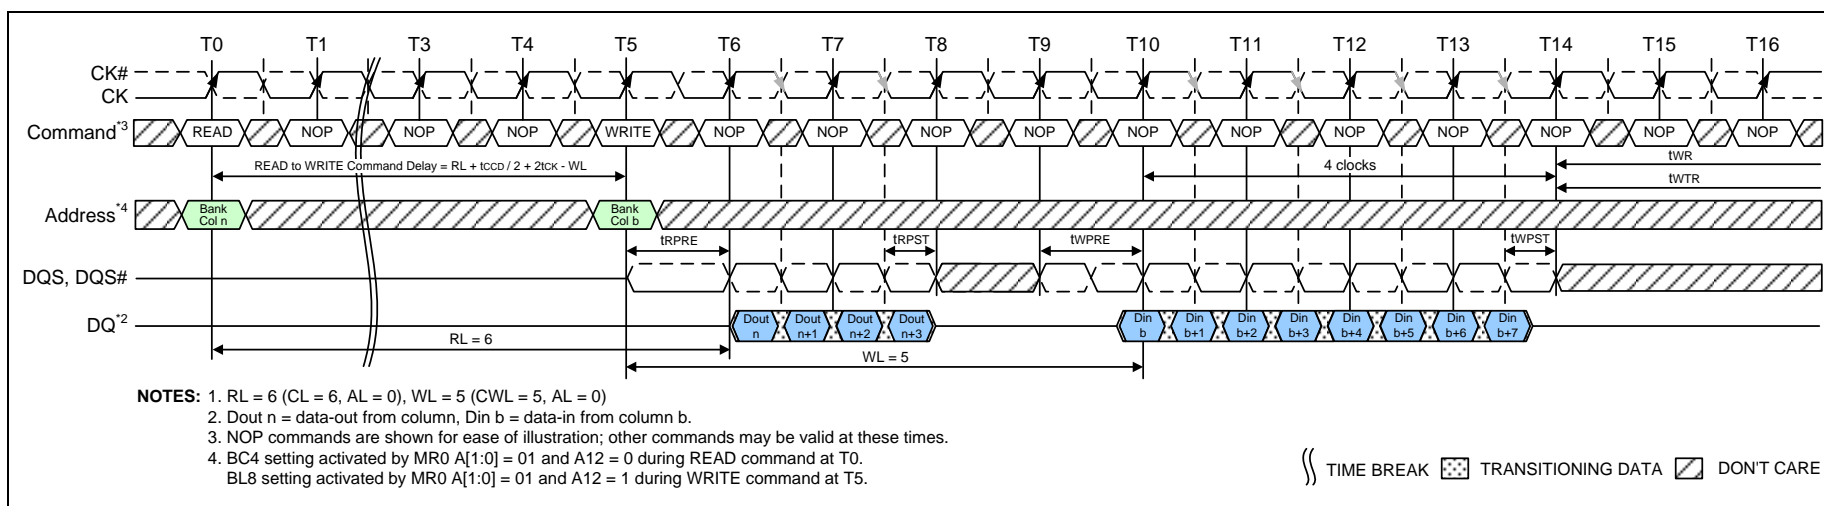 T0 T1 T3 T4 T5 T6 T7 T8 T9 T10 T11 T12 T13 T14 T15 T16
CK#
CK
Command*3 READ NOP NOP NOP WRITE NOP NOP NOP NOP NOP NOP NOP NOP NOP NOP NOP
READ to WRITE Command Delay = RL + tCCD / 2 + 2tCK - WL 4 clocks tWR
tWTR
Address*4 Bank Col n Bank Col b
tRPRE tRPST tWPRE tWPST
DQS, DQS#
DQ*2 Dout n Dout n+1 Dout n+2 Dout n+3 Din b Din b+1 Din b+2 Din b+3 Din b+4 Din b+5 Din b+6 Din b+7
RL = 6
WL = 5
NOTES: 1. RL = 6 (CL = 6, AL = 0), WL = 5 (CWL = 5, AL = 0)
2. Dout n = data-out from column, Din b = data-in from column b.
3. NOP commands are shown for ease of illustration; other commands may be valid at these times.
4. BC4 setting activated by MR0 A[1:0] = 01 and A12 = 0 during READ command at T0.
BL8 setting activated by MR0 A[1:0] = 01 and A12 = 1 during WRITE command at T5.
TIME BREAK TRANSITIONING DATA DON'T CARE